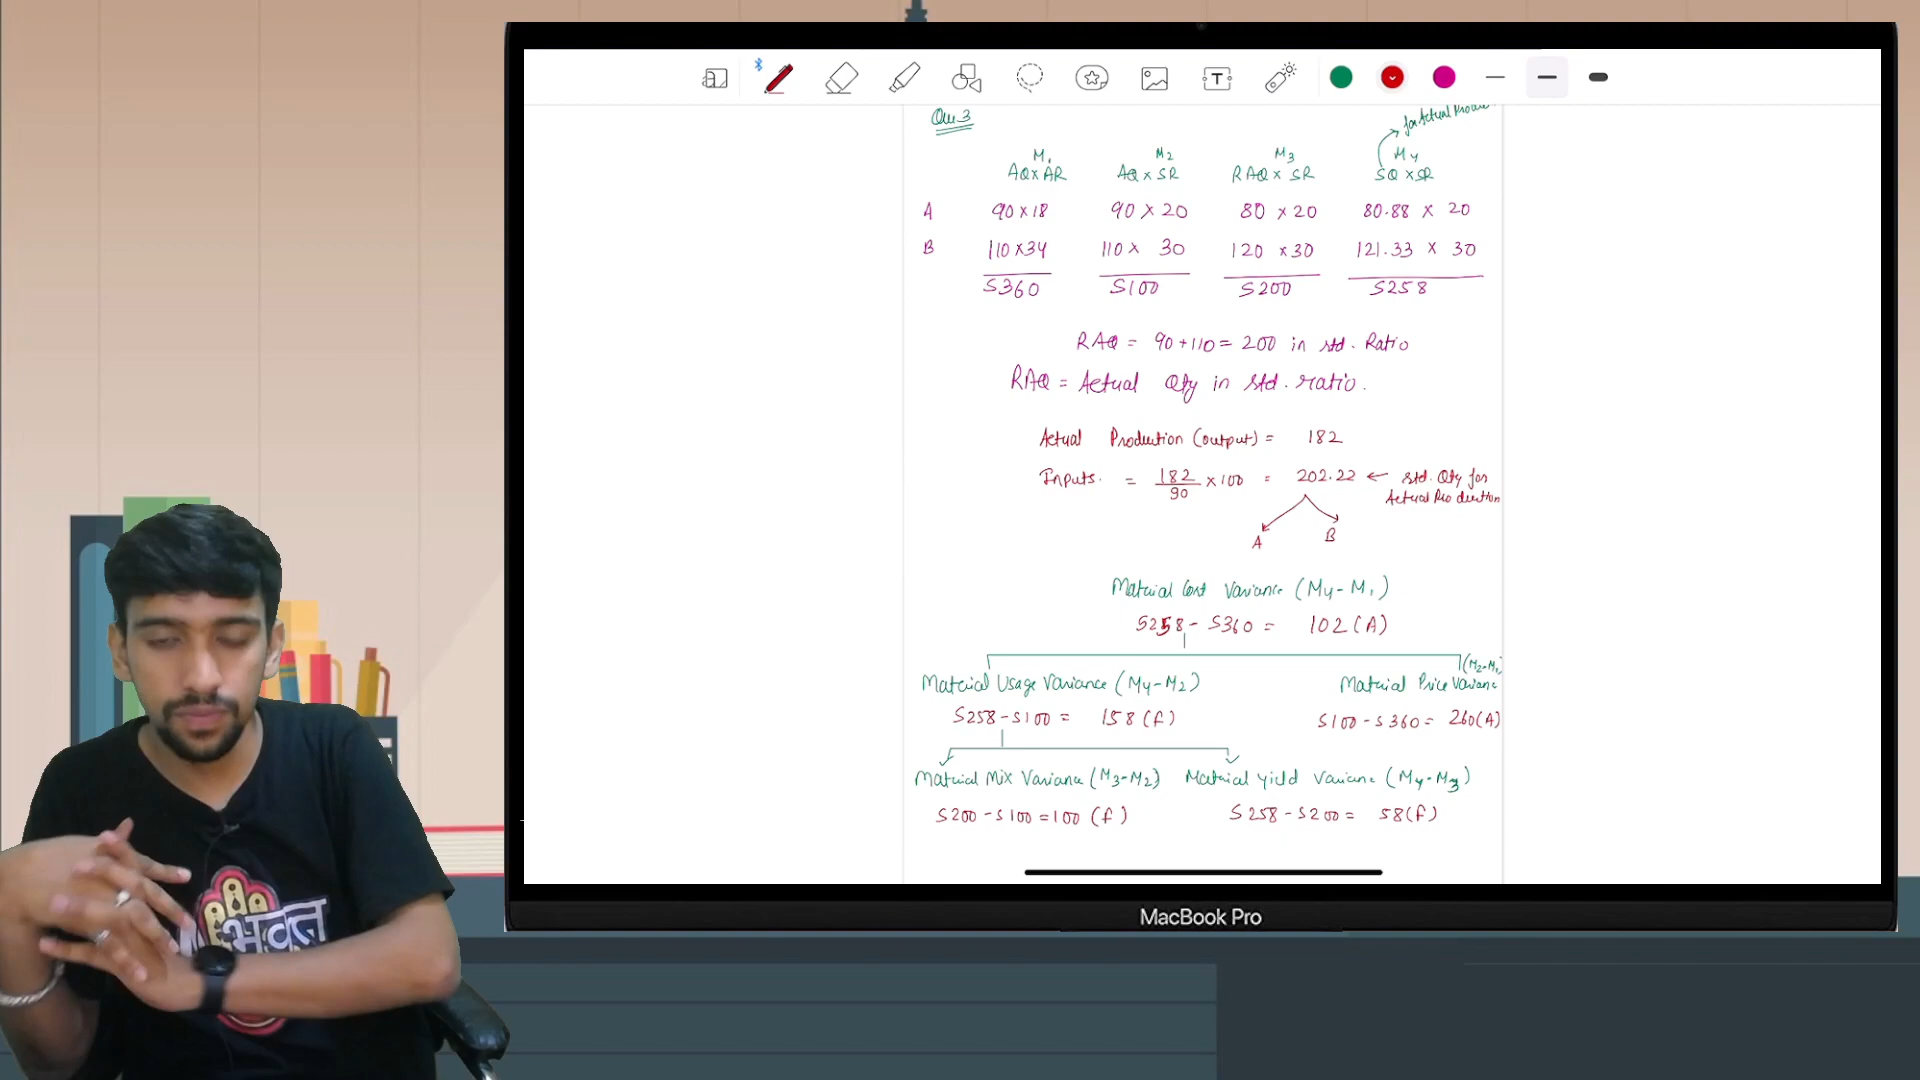 Que 3
for Actual
M1 M2 M3 M4
AQ x AR AQ x SR RAQ x SR SQ x SR
A 90 x 18 90 x 20 80 x 20 80.88 x 20
B 110 x 34 110 x 30 120 x 30 121.33 x 30
5360 5100 5200 5258
RAQ = 90 + 110 = 200 in std. Ratio
RAQ = Actual Qty in std. ratio.
Actual Production (output) = 182
Inputs. = 182/90 x 100 = 202.22 ← std. Qty for
Actual Production
A B
Material Cost Variance (M4 - M1)
5258 - 5360 = 102 (A)
(M2-M1)
Material Usage Variance (M4 - M2) Material Price Variance
5258 - 5100 = 158 (f) 5100 - 5360 = 260 (A)
Material Mix Variance (M3 - M2) Material yield Variance (M4 - M3)
5200 - 5100 = 100 (f) 5258 - 5200 = 58 (f)
भक्त
MacBook Pro